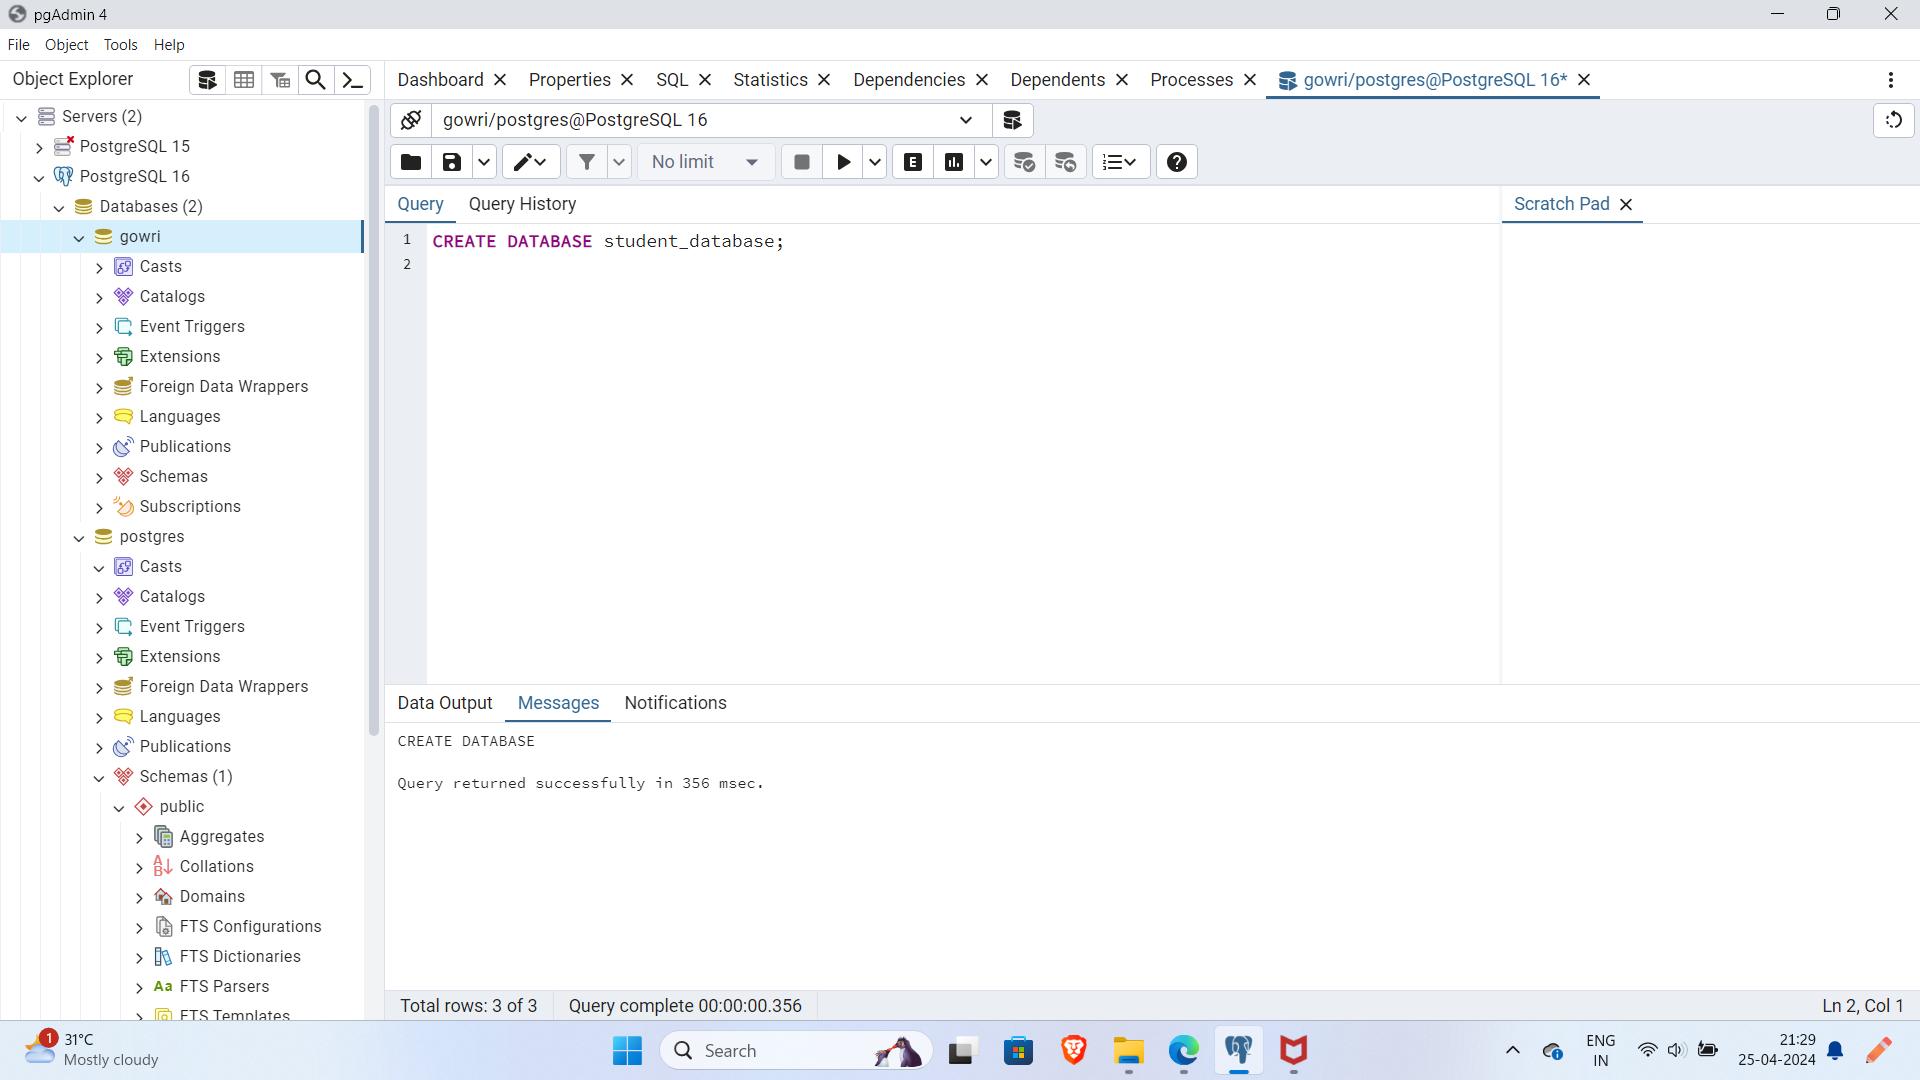 pgAdmin 4
File Object Tools Help
Object Explorer
Dashboard Properties SQL Statistics Dependencies Dependents Processes gowri/postgres@PostgreSQL 16*
Servers (2)
PostgreSQL 15
PostgreSQL 16
Databases (2)
gowri
Casts
Catalogs
Event Triggers
Extensions
Foreign Data Wrappers
Languages
Publications
Schemas
Subscriptions
postgres
Casts
Catalogs
Event Triggers
Extensions
Foreign Data Wrappers
Languages
Publications
Schemas (1)
public
Aggregates
Collations
Domains
FTS Configurations
FTS Dictionaries
Aa FTS Parsers
FTS Templates
gowri/postgres@PostgreSQL 16
No limit E
Query Query History
Scratch Pad
1 CREATE DATABASE student_database;
2
Data Output Messages Notifications
CREATE DATABASE
Query returned successfully in 356 msec.
Total rows: 3 of 3 Query complete 00:00:00.356 Ln 2, Col 1
1 31°C
Mostly cloudy
Search
ENG
IN
21:29
25-04-2024